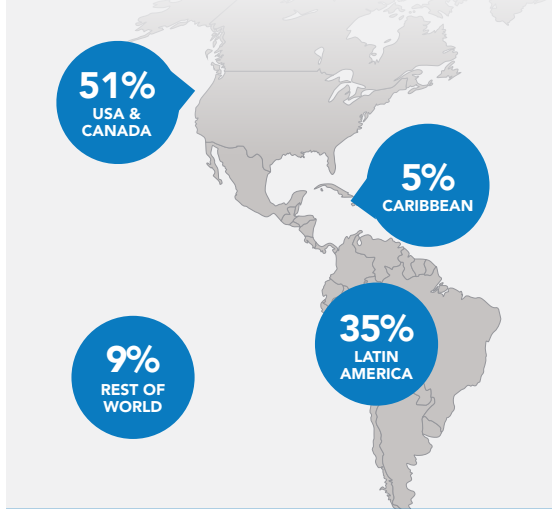 51%
USA &
CANADA
5%
CARIBBEAN
35%
LATIN
AMERICA
9%
REST OF
WORLD